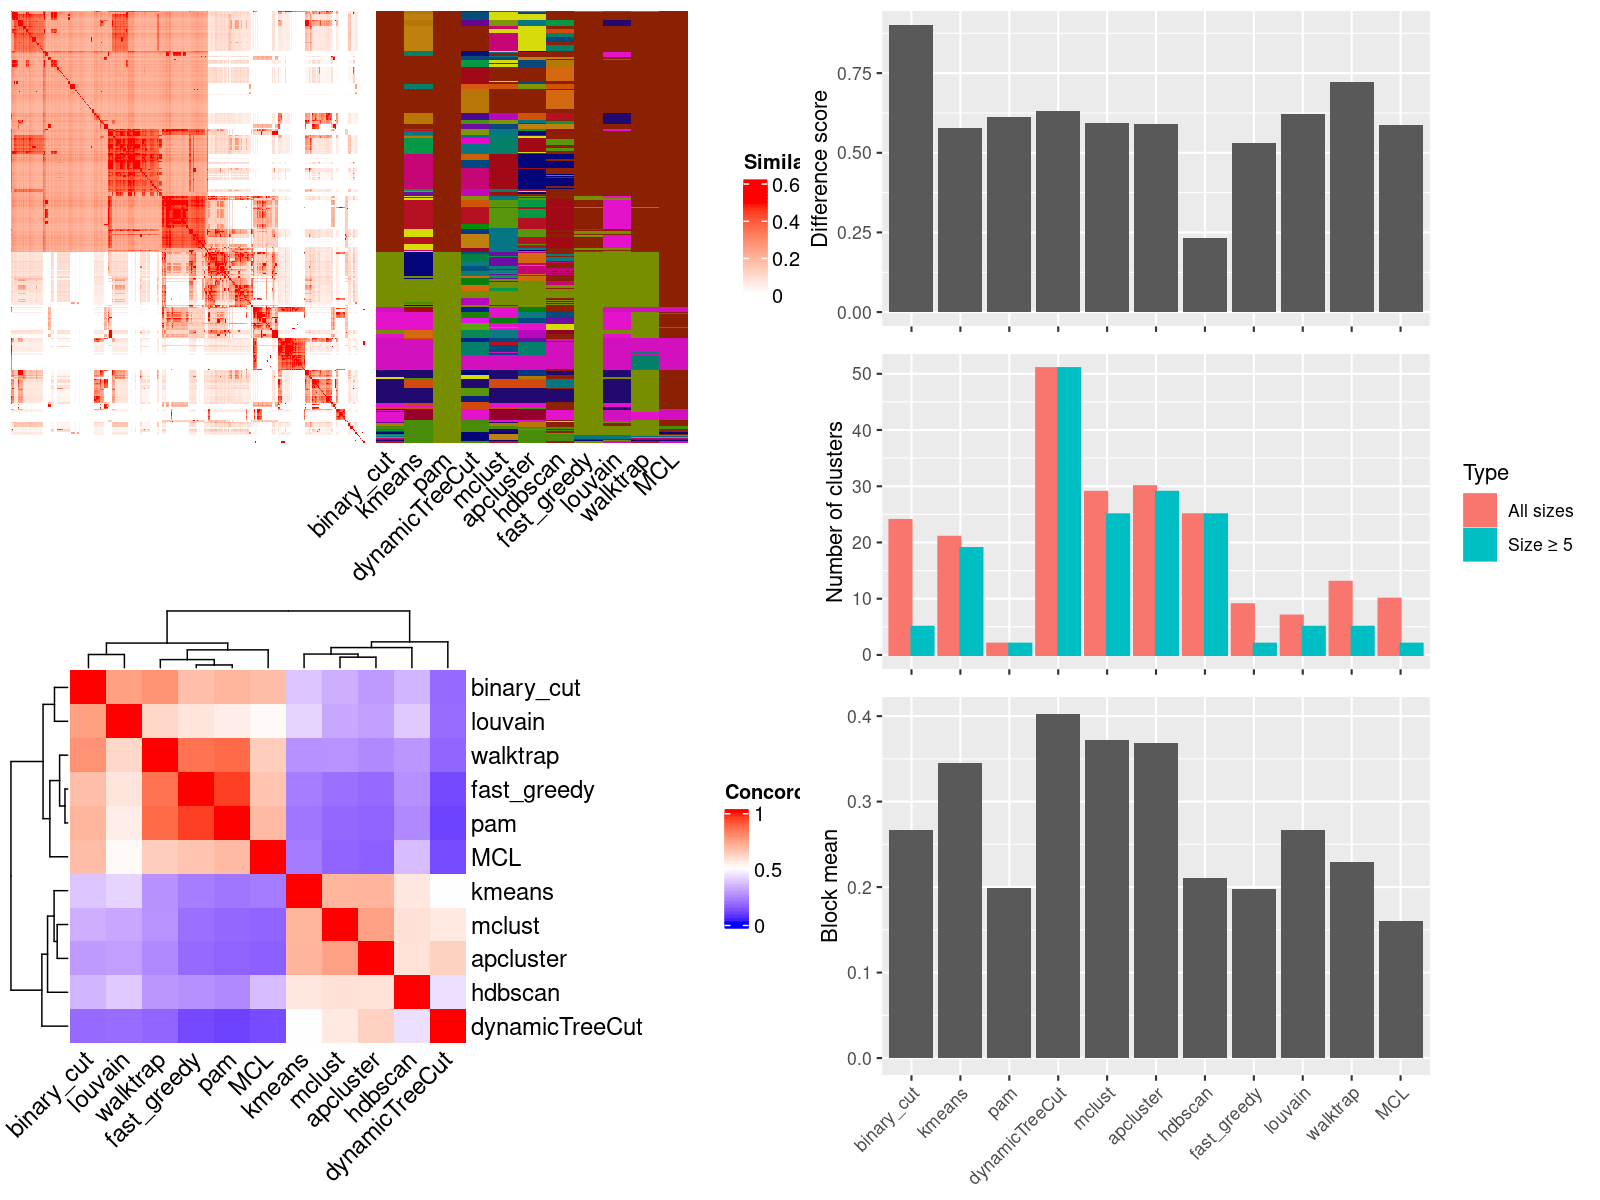 Simila
0.6
0.4
0.2
0
binary_cut
kmeans
pam
dynamicTreeCut
mclust
apcluster
hdbscan
fast_greedy
louvain
walktrap
MCL
binary_cut
louvain
walktrap
fast_greedy
pam
MCL
kmeans
mclust
apcluster
hdbscan
dynamicTreeCut
binary_cut
louvain
walktrap
fast_greedy
pam
MCL
kmeans
mclust
apcluster
hdbscan
dynamicTreeCut
Concord
1
0.5
0
Difference score
0.75
0.50
0.25
0.00
Number of clusters
50
40
30
20
10
0
Type
All sizes
Size ≥ 5
Block mean
0.4
0.3
0.2
0.1
0.0
binary_cut
kmeans
pam
dynamicTreeCut
mclust
apcluster
hdbscan
fast_greedy
louvain
walktrap
MCL